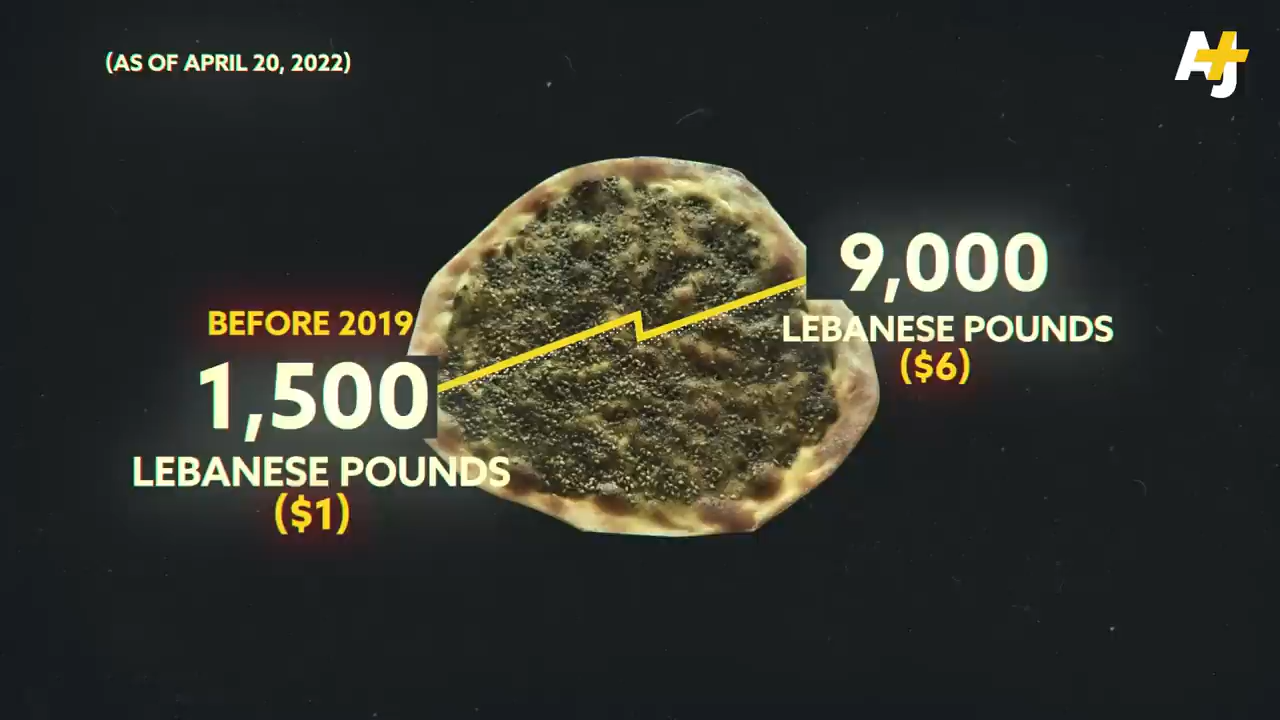 (AS OF APRIL 20, 2022)
AJ+
BEFORE 2019
1,500
LEBANESE POUNDS
($1)
9,000
LEBANESE POUNDS
($6)